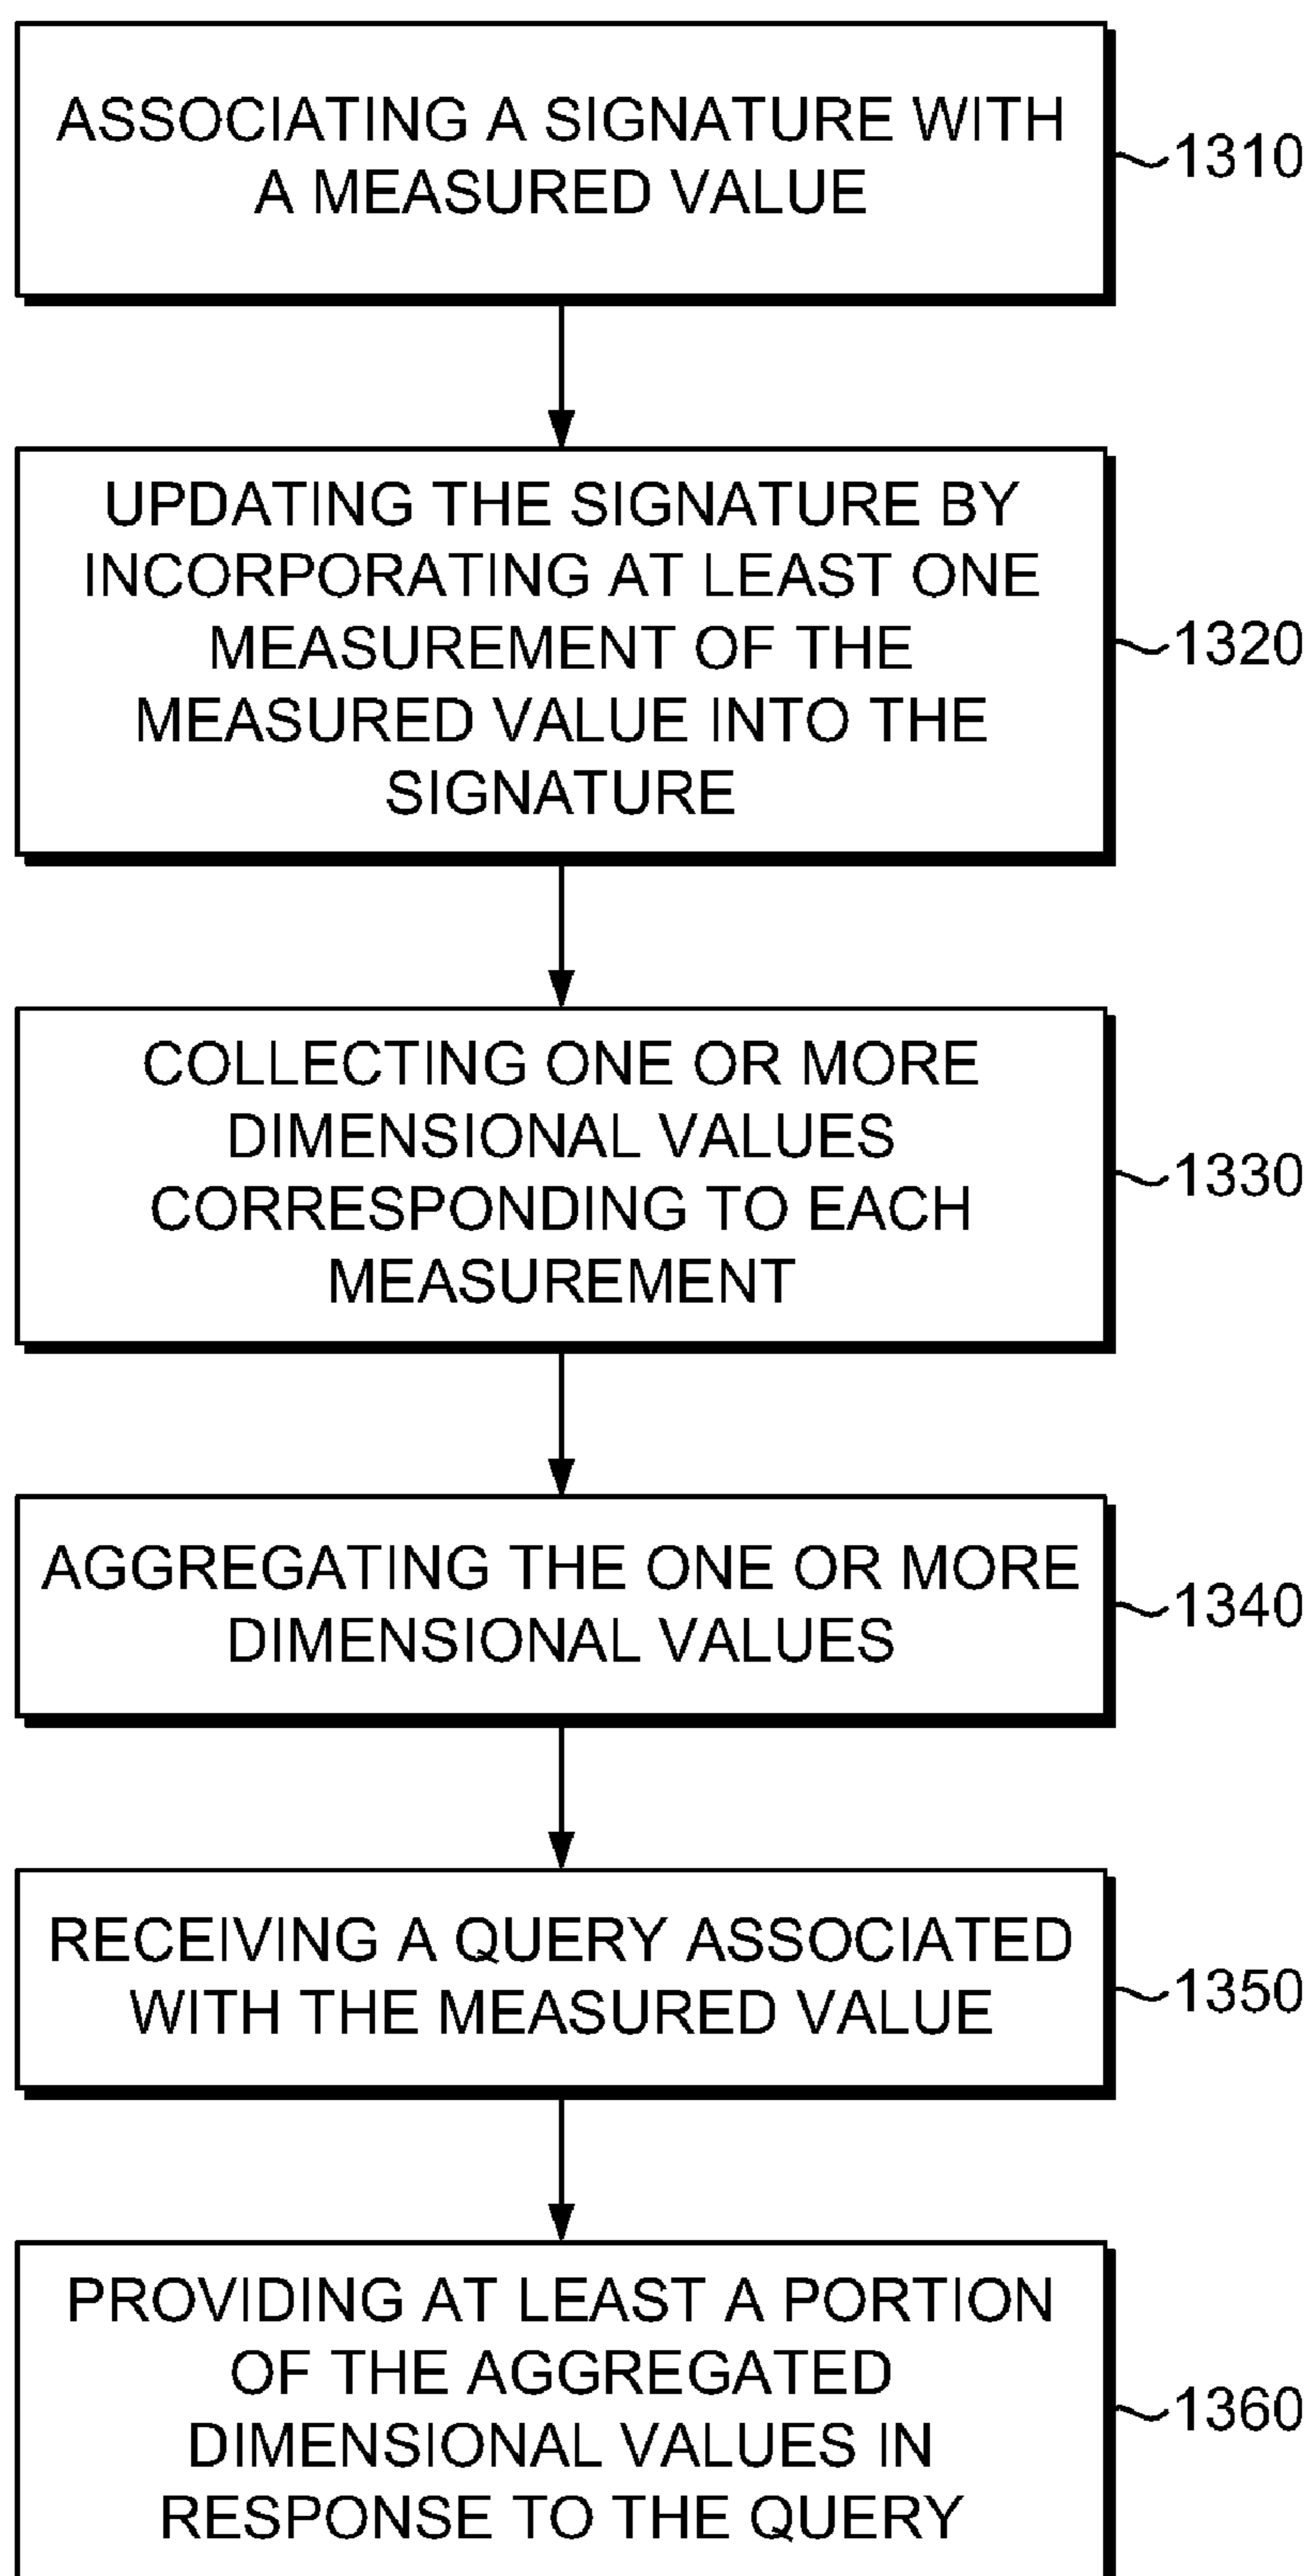 ASSOCIATING A SIGNATURE WITH
A MEASURED VALUE
1310
UPDATING THE SIGNATURE BY
INCORPORATING AT LEAST ONE
MEASUREMENT OF THE
MEASURED VALUE INTO THE
SIGNATURE
1320
COLLECTING ONE OR MORE
DIMENSIONAL VALUES
CORRESPONDING TO EACH
MEASUREMENT
1330
AGGREGATING THE ONE OR MORE
DIMENSIONAL VALUES
1340
RECEIVING A QUERY ASSOCIATED
WITH THE MEASURED VALUE
1350
PROVIDING AT LEAST A PORTION
OF THE AGGREGATED
DIMENSIONAL VALUES IN
RESPONSE TO THE QUERY
1360